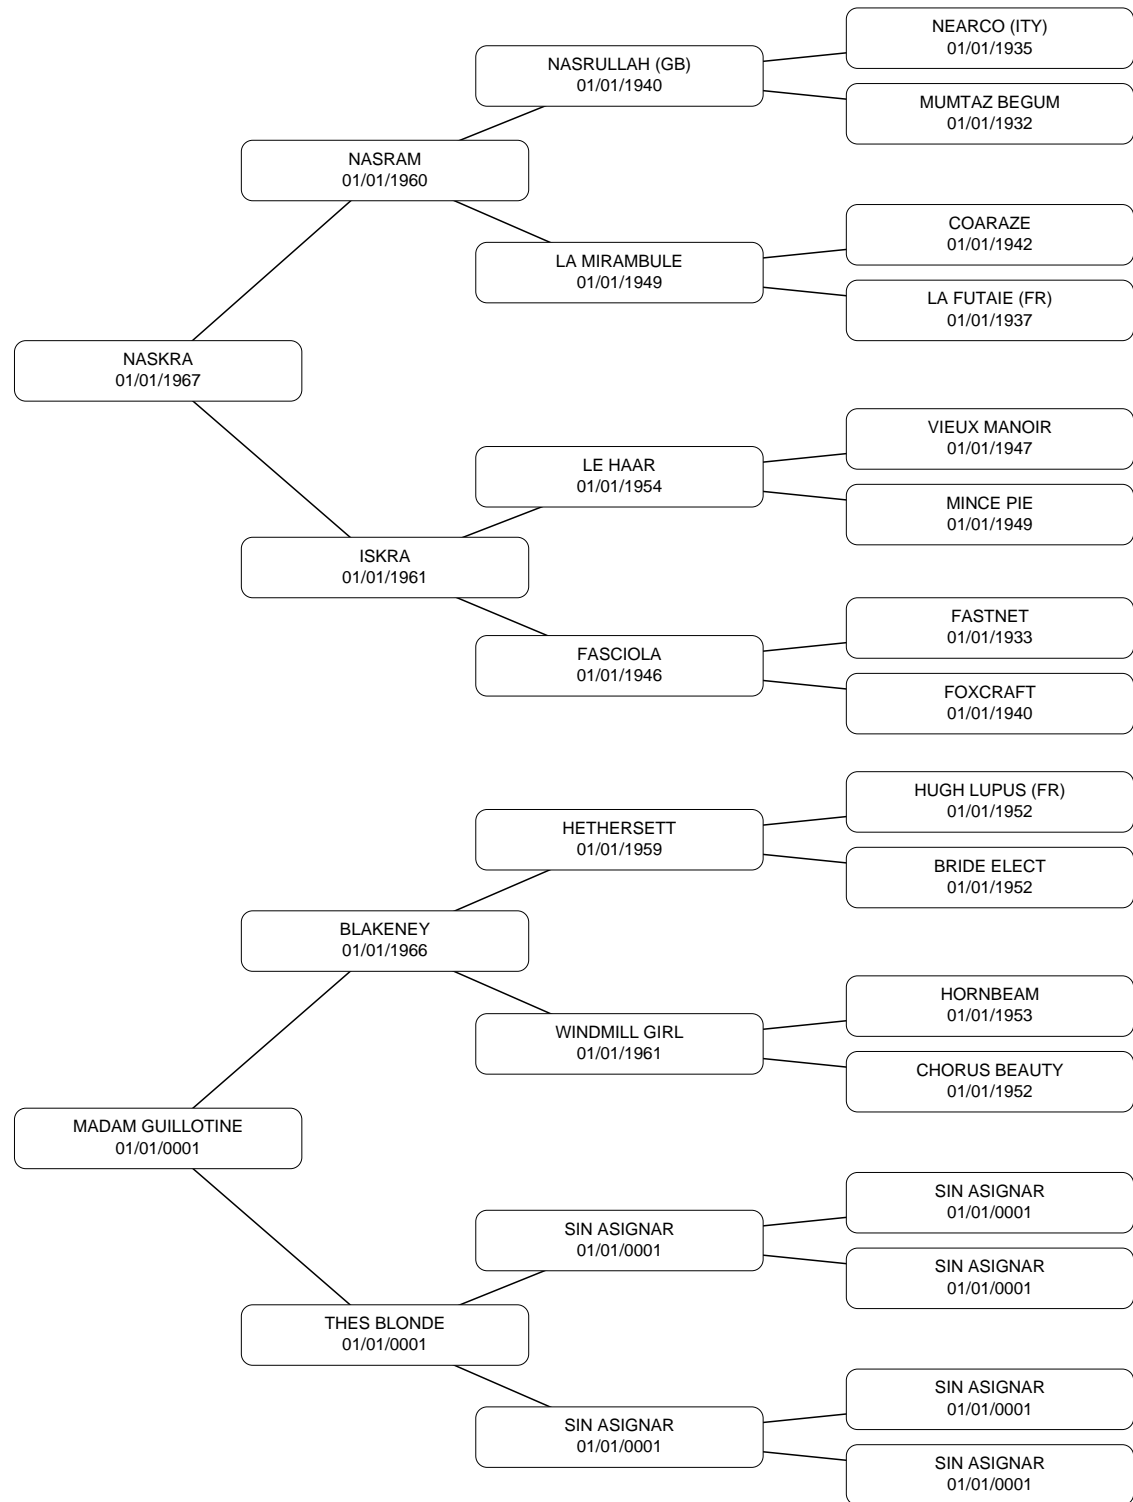 NEARCO (ITY)
01/01/1935
NASRULLAH (GB)
01/01/1940
MUMTAZ BEGUM
01/01/1932
NASRAM
01/01/1960
COARAZE
01/01/1942
LA MIRAMBULE
01/01/1949
LA FUTAIE (FR)
01/01/1937
NASKRA
01/01/1967
VIEUX MANOIR
01/01/1947
LE HAAR
01/01/1954
MINCE PIE
01/01/1949
ISKRA
01/01/1961
FASTNET
01/01/1933
FASCIOLA
01/01/1946
FOXCRAFT
01/01/1940
HUGH LUPUS (FR)
01/01/1952
HETHERSETT
01/01/1959
BRIDE ELECT
01/01/1952
BLAKENEY
01/01/1966
HORNBEAM
01/01/1953
WINDMILL GIRL
01/01/1961
CHORUS BEAUTY
01/01/1952
MADAM GUILLOTINE
01/01/0001
SIN ASIGNAR
01/01/0001
SIN ASIGNAR
01/01/0001
SIN ASIGNAR
01/01/0001
THES BLONDE
01/01/0001
SIN ASIGNAR
01/01/0001
SIN ASIGNAR
01/01/0001
SIN ASIGNAR
01/01/0001